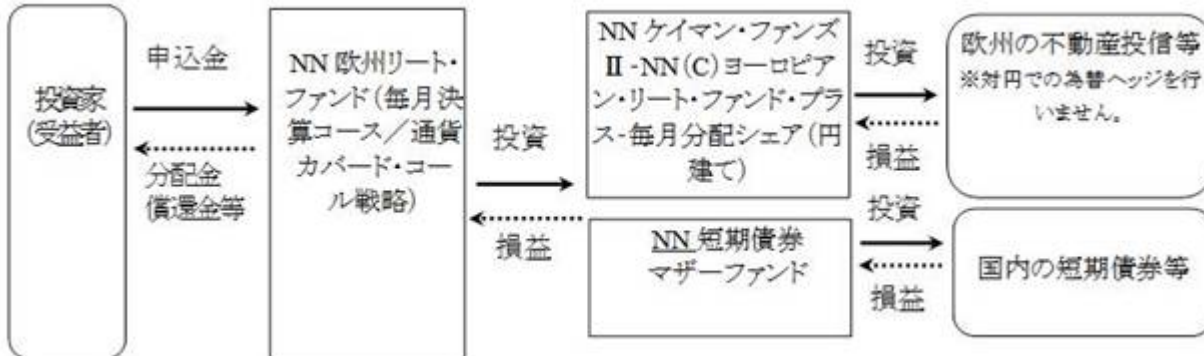 投資家
(受益者)
申込金
分配金
償還金等
NN 欧州リート・
ファンド(毎月決
算コース／通貨
カバード・コー
ル戦略)
投資
損益
NN ケイマン・ファンズ
Ⅱ-NN(C)ヨーロピア
ン・リート・ファンド・プラ
ス-毎月分配シェア(円
建て)
NN 短期債券
マザーファンド
投資
損益
投資
損益
欧州の不動産投信等
※対円での為替ヘッジを行
いません。
国内の短期債券等